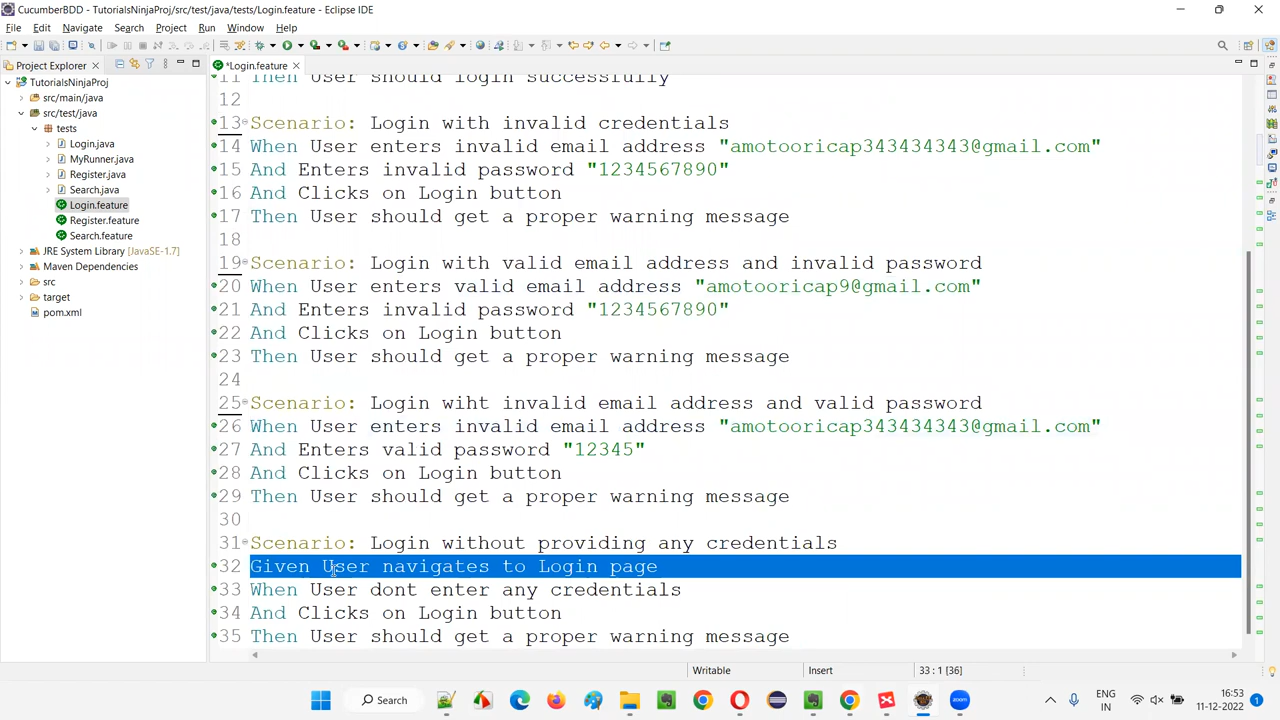 CucumberBDD - TutorialsNinjaProj/src/test/java/tests/Login.feature - Eclipse IDE
File Edit Navigate Search Project Run Window Help
Project Explorer
*Login.feature
TutorialsNinjaProj
src/main/java
src/test/java
tests
Login.java
MyRunner.java
Register.java
Search.java
Login.feature
Register.feature
Search.feature
JRE System Library [JavaSE-1.7]
Maven Dependencies
src
target
pom.xml
11 Then User should login successfully
12
13 Scenario: Login with invalid credentials
14 When User enters invalid email address "amotooricap343434343@gmail.com"
15 And Enters invalid password "1234567890"
16 And Clicks on Login button
17 Then User should get a proper warning message
18
19 Scenario: Login with valid email address and invalid password
20 When User enters valid email address "amotooricap9@gmail.com"
21 And Enters invalid password "1234567890"
22 And Clicks on Login button
23 Then User should get a proper warning message
24
25 Scenario: Login wiht invalid email address and valid password
26 When User enters invalid email address "amotooricap343434343@gmail.com"
27 And Enters valid password "12345"
28 And Clicks on Login button
29 Then User should get a proper warning message
30
31 Scenario: Login without providing any credentials
32 Given User navigates to Login page
33 When User dont enter any credentials
34 And Clicks on Login button
35 Then User should get a proper warning message
Writable Insert 33 : 1 [36]
Search
ENG
IN
16:53
11-12-2022